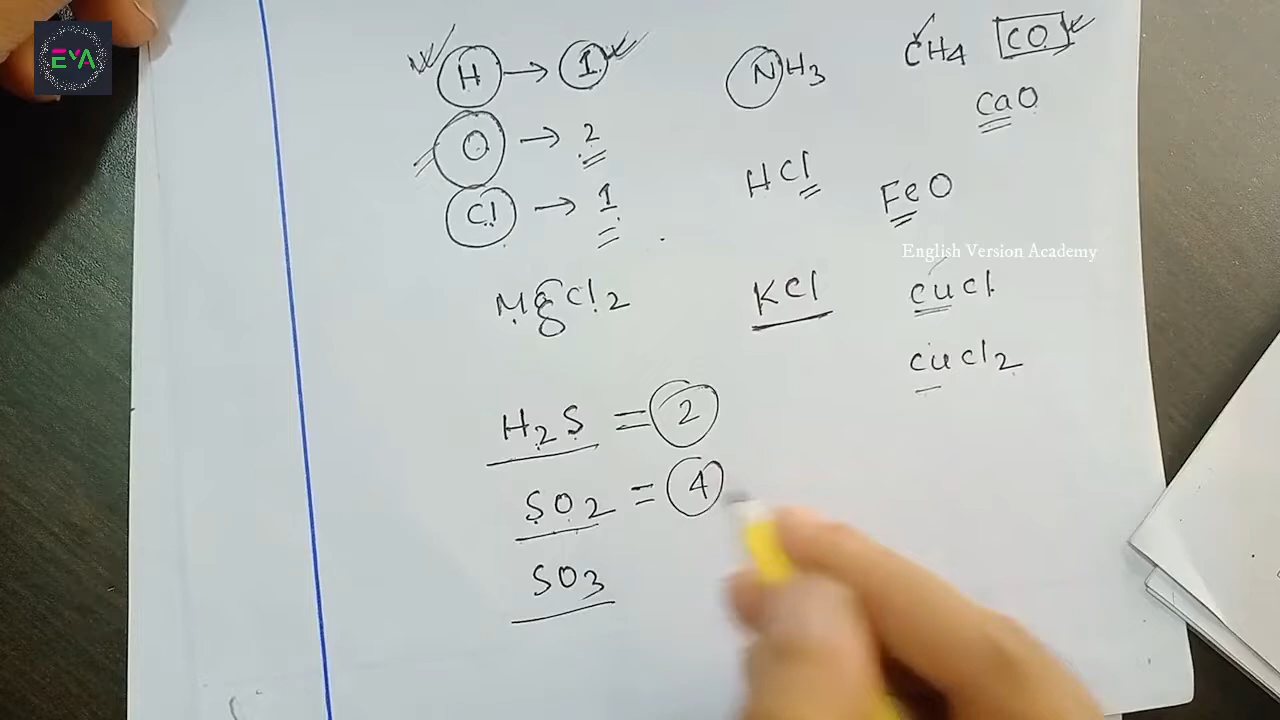 EVA
H → 1
O → 2
Cl → 1
MgCl2
H2S = 2
SO2 = 4
SO3
NH3
HCl
KCl
CH4 CO
CaO
FeO
English Version Academy
CuCl
CuCl2